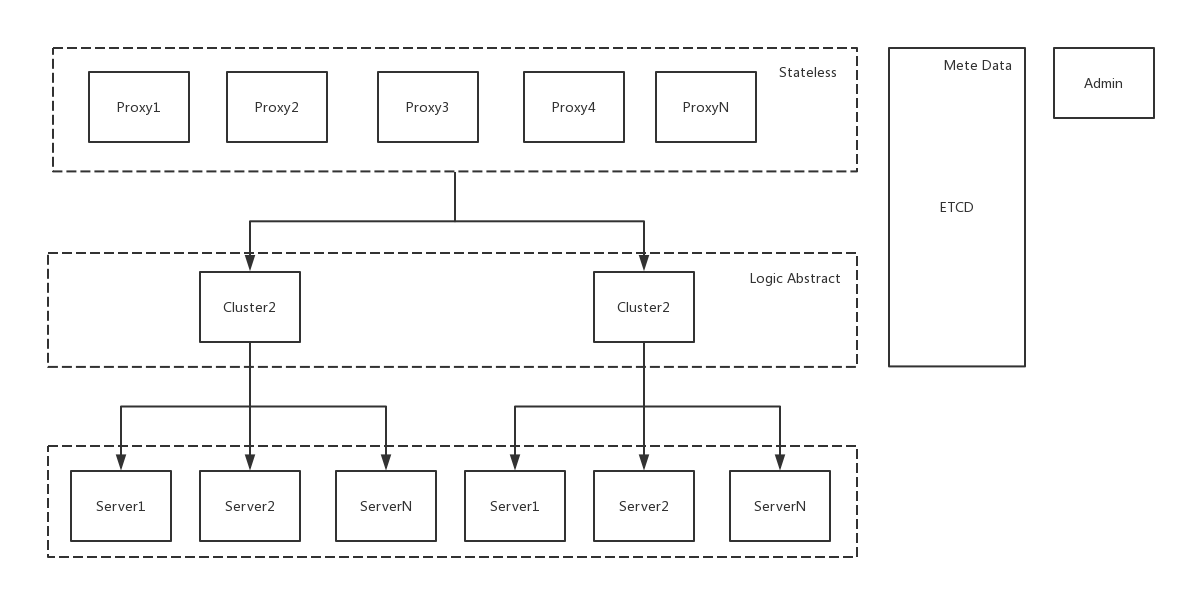 Stateless
Proxy1
Proxy2
Proxy3
Proxy4
ProxyN
Mete Data
ETCD
Admin
Logic Abstract
Cluster2
Cluster2
Server1
Server2
ServerN
Server1
Server2
ServerN